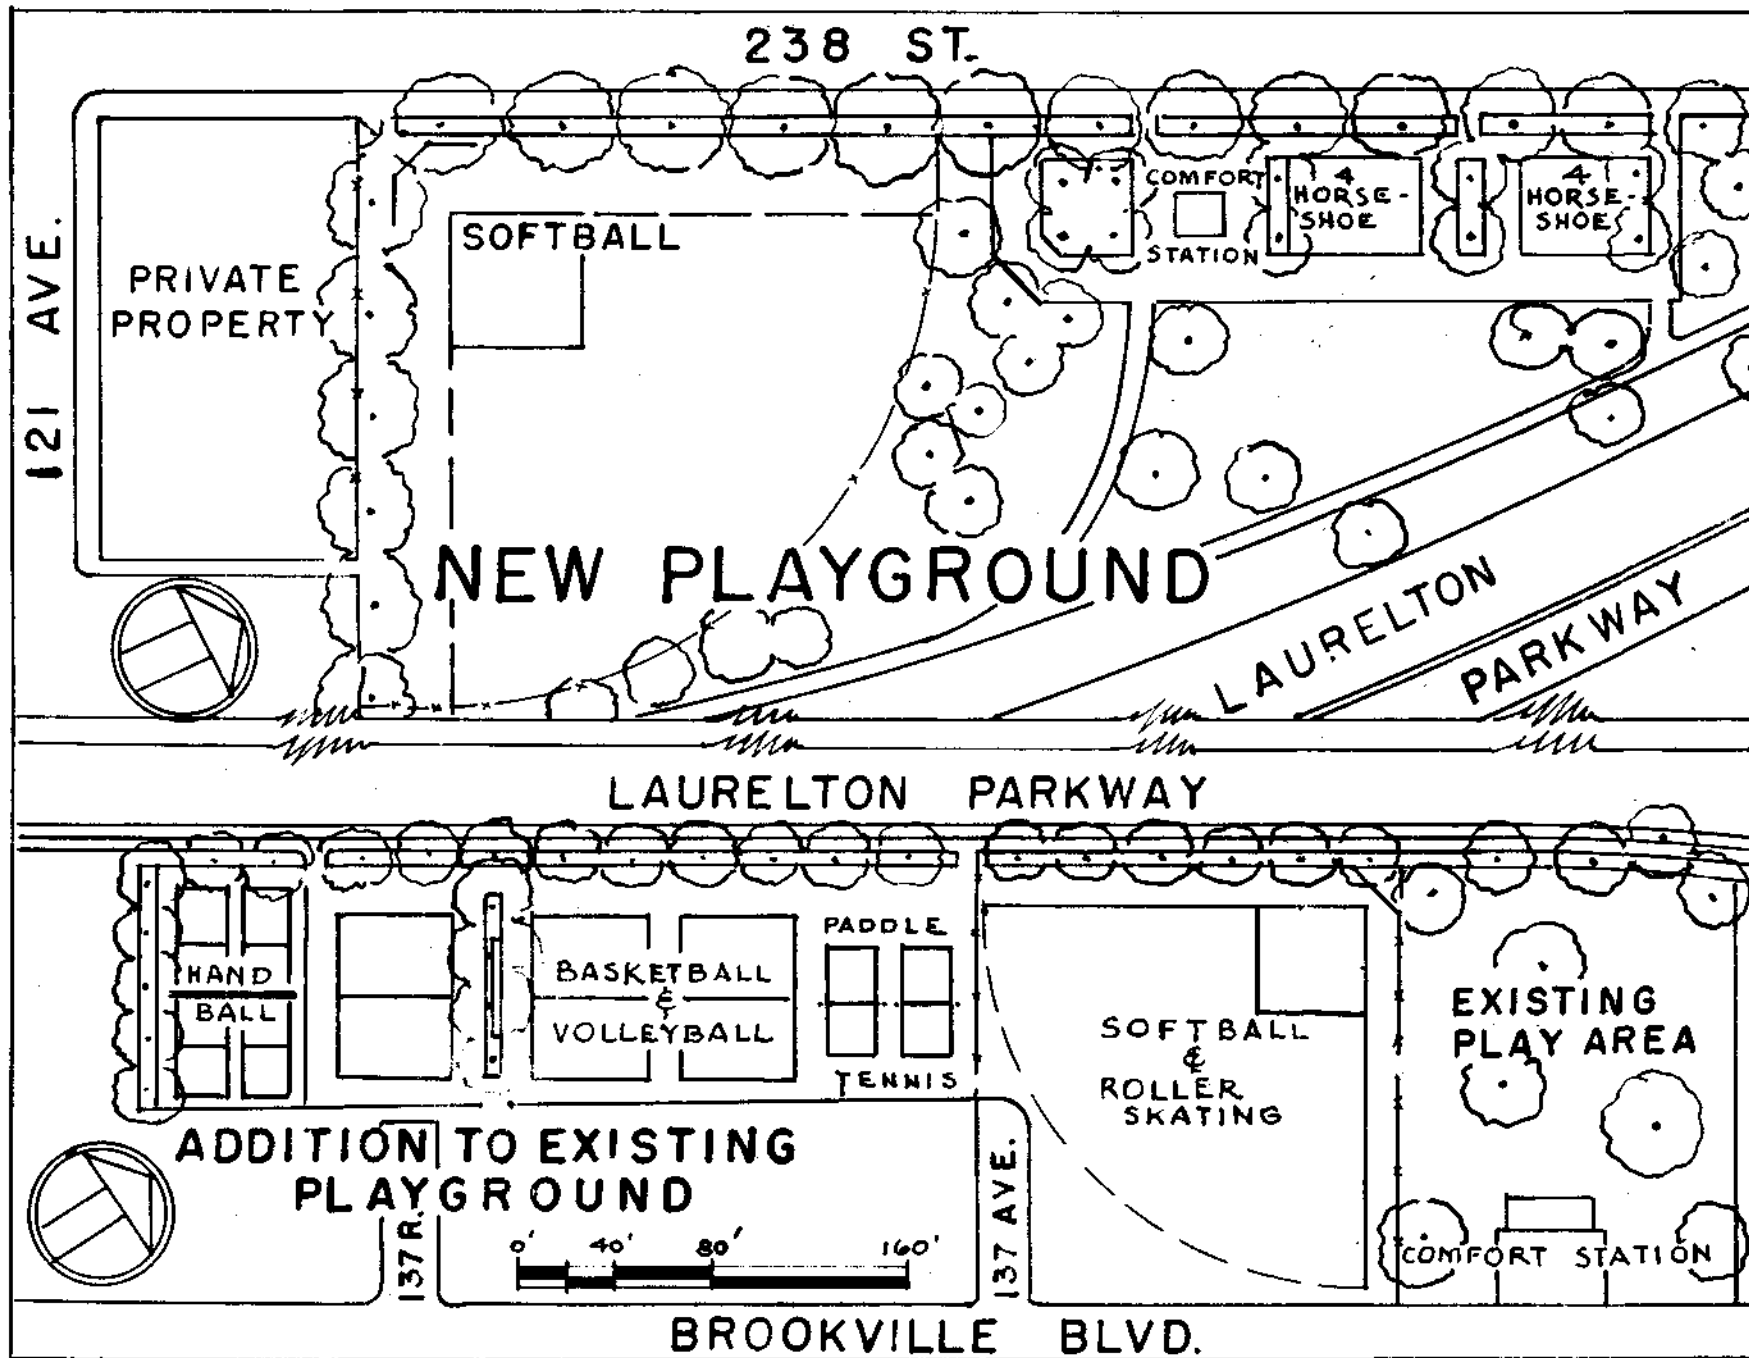 238 ST.
121 AVE.
PRIVATE
PROPERTY
SOFTBALL
COMFORT
STATION
4
HORSE-
SHOE
4
HORSE-
SHOE
NEW PLAYGROUND
LAURELTON
PARKWAY
LAURELTON PARKWAY
HAND
BALL
BASKETBALL
&
VOLLEYBALL
PADDLE
TENNIS
SOFTBALL
&
ROLLER
SKATING
EXISTING
PLAY AREA
COMFORT STATION
ADDITION TO EXISTING
PLAYGROUND
137 R.
0' 40' 80' 160'
137 AVE.
BROOKVILLE BLVD.